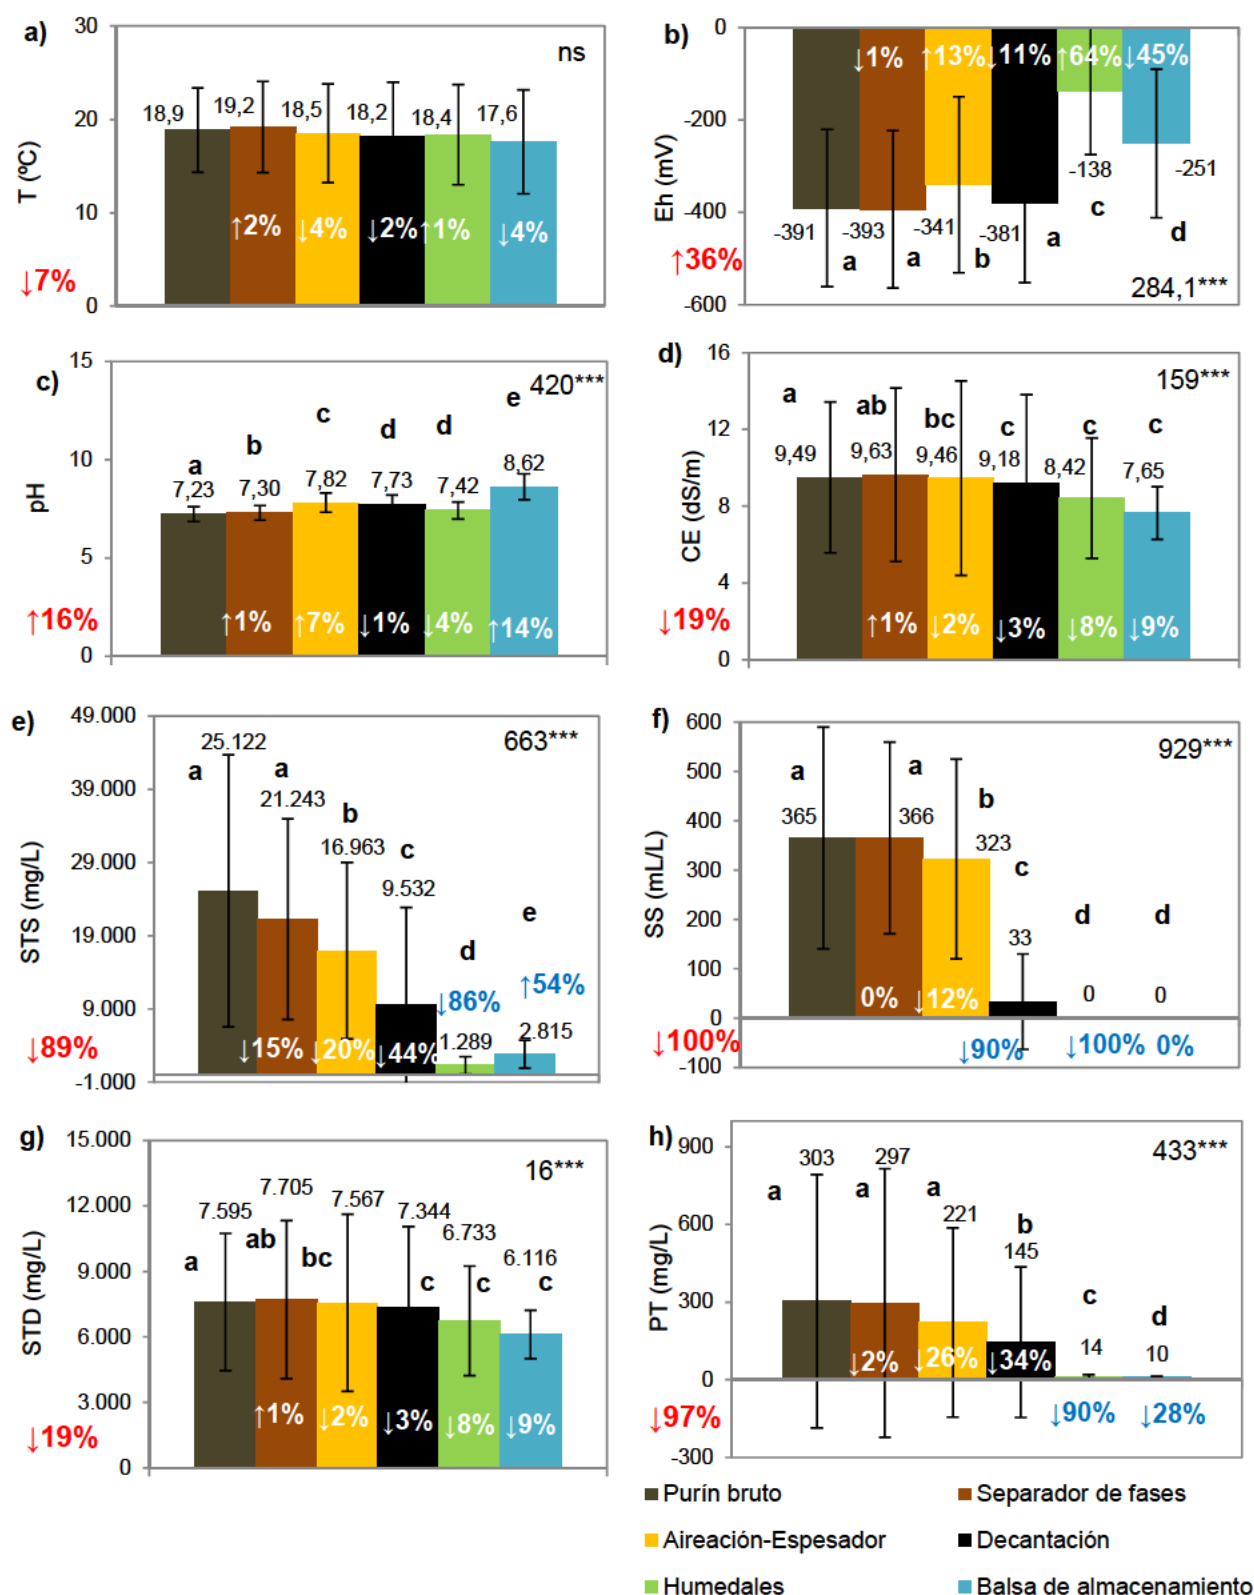 a)
T (ºC)
30
20
10
0
ns
18,9
19,2
18,5
18,2
18,4
17,6
↑2%
↓4%
↓2%
↑1%
↓4%
↓7%
b)
Eh (mV)
0
-200
-400
-600
↓1%
↑13%
↓11%
↑64%
↓45%
-391
-393
-341
-381
-138
-251
a
a
b
a
c
d
↑36%
284,1***
c)
pH
15
10
5
0
420***
a
b
c
d
d
e
7,23
7,30
7,82
7,73
7,42
8,62
↑1%
↑7%
↓1%
↓4%
↑14%
↑16%
d)
CE (dS/m)
16
12
8
4
0
159***
a
ab
bc
c
c
c
9,49
9,63
9,46
9,18
8,42
7,65
↑1%
↓2%
↓3%
↓8%
↓9%
↓19%
e)
STS (mg/L)
49.000
39.000
29.000
19.000
9.000
-1.000
663***
25.122
21.243
16.963
9.532
1.289
2.815
a
a
b
c
d
e
↓15%
↓20%
↓44%
↓86%
↑54%
↓89%
f)
SS (mL/L)
600
500
400
300
200
100
0
-100
929***
a
a
b
c
d
d
365
366
323
33
0
0
0%
↓12%
↓90%
↓100%
0%
↓100%
g)
STD (mg/L)
15.000
12.000
9.000
6.000
3.000
0
16***
7.595
7.705
7.567
7.344
6.733
6.116
a
ab
bc
c
c
c
↑1%
↓2%
↓3%
↓8%
↓9%
↓19%
h)
PT (mg/L)
900
600
300
0
-300
433***
303
297
221
145
14
10
a
a
a
b
c
d
↓2%
↓26%
↓34%
↓90%
↓28%
↓97%
Purín bruto
Separador de fases
Aireación-Espesador
Decantación
Humedales
Balsa de almacenamiento